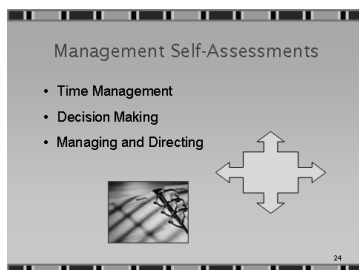 Management Self-Assessments
• Time Management
• Decision Making
• Managing and Directing
24